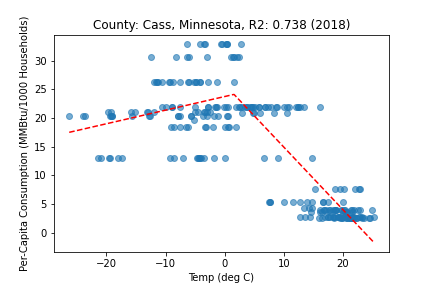 County: Cass, Minnesota, R2: 0.738 (2018)
Per-Capita Consumption (MMBtu/1000 Households)
30
25
20
15
10
5
0
−20 −10 0 10 20
Temp (deg C)